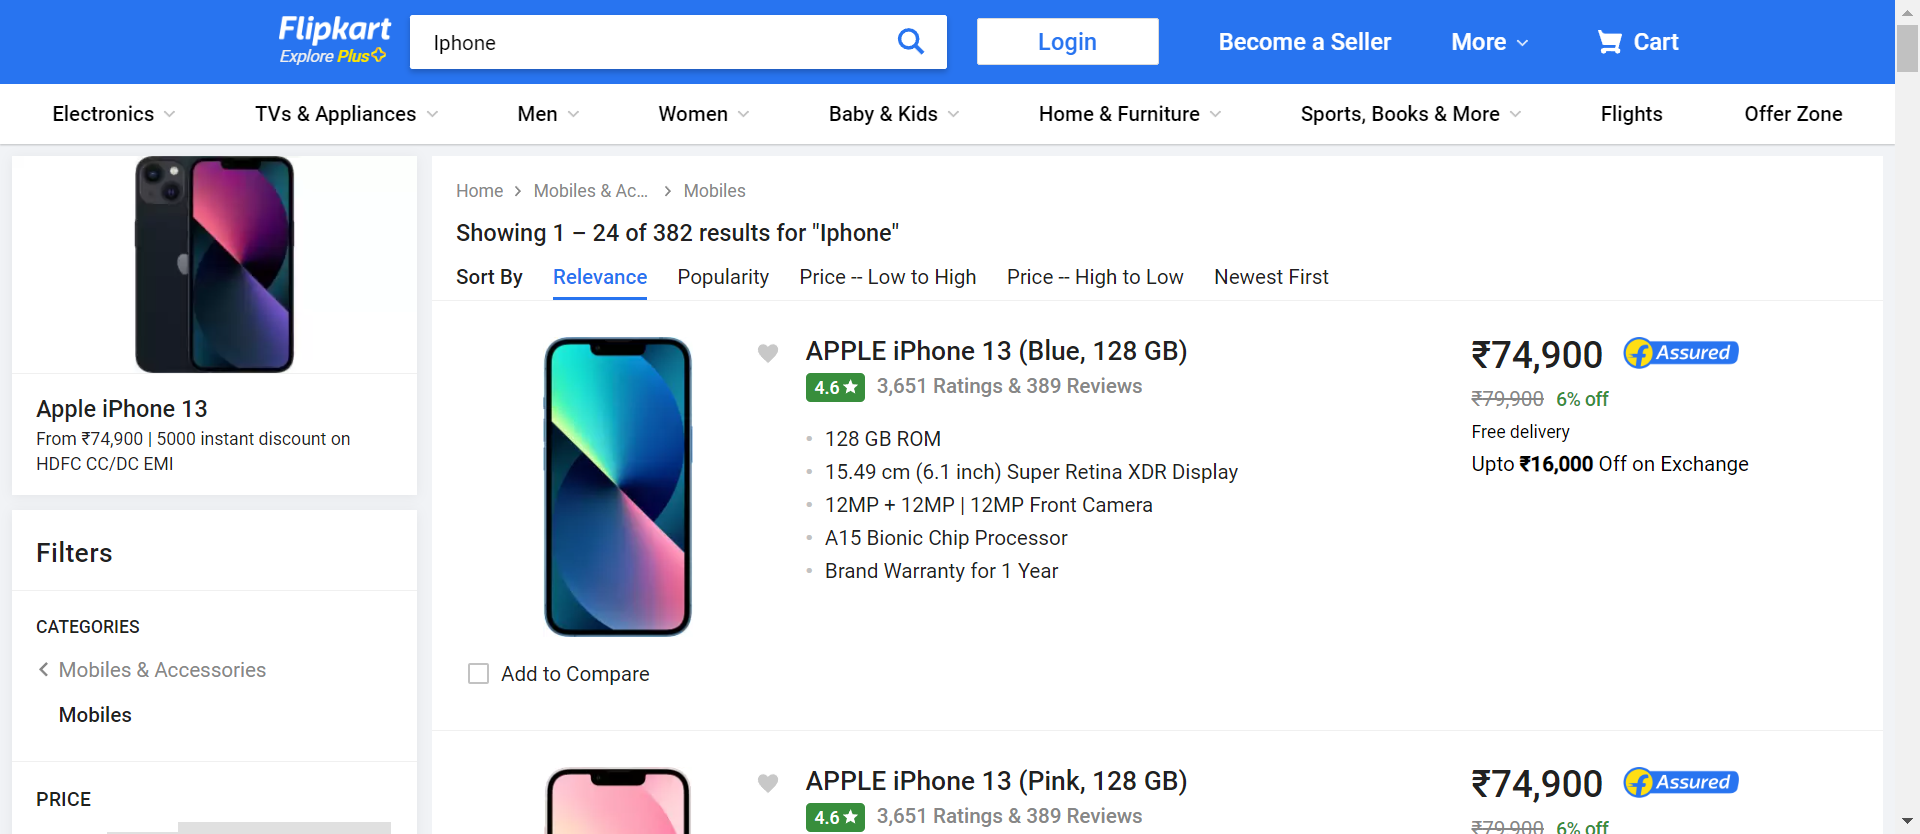 Flipkart
Explore Plus
Iphone
Login
Become a Seller
More
Cart
Electronics
TVs & Appliances
Men
Women
Baby & Kids
Home & Furniture
Sports, Books & More
Flights
Offer Zone
Apple iPhone 13
From ₹74,900 | 5000 instant discount on
HDFC CC/DC EMI
Filters
CATEGORIES
Mobiles & Accessories
Mobiles
PRICE
Home
Mobiles & Ac...
Mobiles
Showing 1 – 24 of 382 results for "Iphone"
Sort By
Relevance
Popularity
Price -- Low to High
Price -- High to Low
Newest First
APPLE iPhone 13 (Blue, 128 GB)
4.6★ 3,651 Ratings & 389 Reviews
128 GB ROM
15.49 cm (6.1 inch) Super Retina XDR Display
12MP + 12MP | 12MP Front Camera
A15 Bionic Chip Processor
Brand Warranty for 1 Year
₹74,900
f Assured
₹79,900 6% off
Free delivery
Upto ₹16,000 Off on Exchange
Add to Compare
APPLE iPhone 13 (Pink, 128 GB)
4.6★ 3,651 Ratings & 389 Reviews
₹74,900
f Assured
₹79,900 6% off